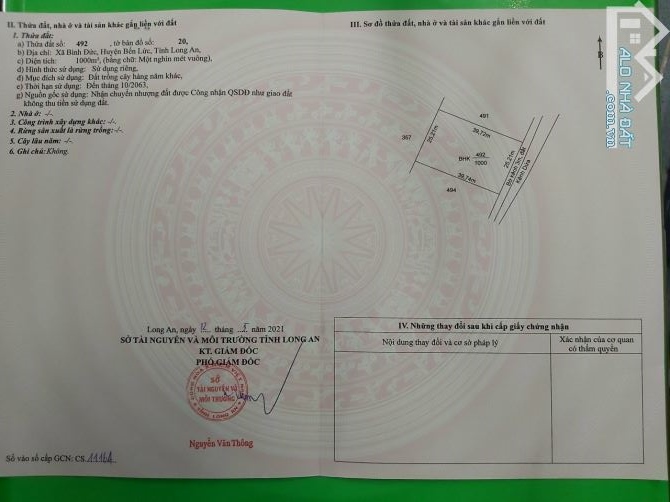 II. Thửa đất, nhà ở và tài sản khác gắn liền với đất
1. Thửa đất:
a) Thửa đất số: 492, tờ bản đồ số: 20,
b) Địa chỉ: Xã Bình Đức, Huyện Bến Lức, Tỉnh Long An,
c) Diện tích: 1000m², (bằng chữ: Một nghìn mét vuông),
d) Hình thức sử dụng: Sử dụng riêng,
đ) Mục đích sử dụng: Đất trồng cây hàng năm khác,
e) Thời hạn sử dụng: Đến tháng 10/2063,
g) Nguồn gốc sử dụng: Nhận chuyển nhượng đất được Công nhận QSDĐ như giao đất
không thu tiền sử dụng đất.
2. Nhà ở: -/-
3. Công trình xây dựng khác: -/-
4. Rừng sản xuất là rừng trồng: -/-
5. Cây lâu năm: -/-
6. Ghi chú: Không.
Long An, ngày 12 tháng 5 năm 2021
SỞ TÀI NGUYÊN VÀ MÔI TRƯỜNG TỈNH LONG AN
KT. GIÁM ĐỐC
PHÓ GIÁM ĐỐC
SỞ
TÀI NGUYÊN VÀ
MÔI TRƯỜNG
Nguyễn Văn Thông
Số vào sổ cấp GCN: CS 11164
III. Sơ đồ thửa đất, nhà ở và tài sản khác gắn liền với đất
B
491
39,72m
367
25,21m
BHK 492
1000
25,21m
Bờ kênh 3m, đất
Kênh Dừa
39,74m
494
IV. Những thay đổi sau khi cấp giấy chứng nhận
Nội dung thay đổi và cơ sở pháp lý
Xác nhận của cơ quan
có thẩm quyền
ALO NHÀ ĐẤT
.com.vn